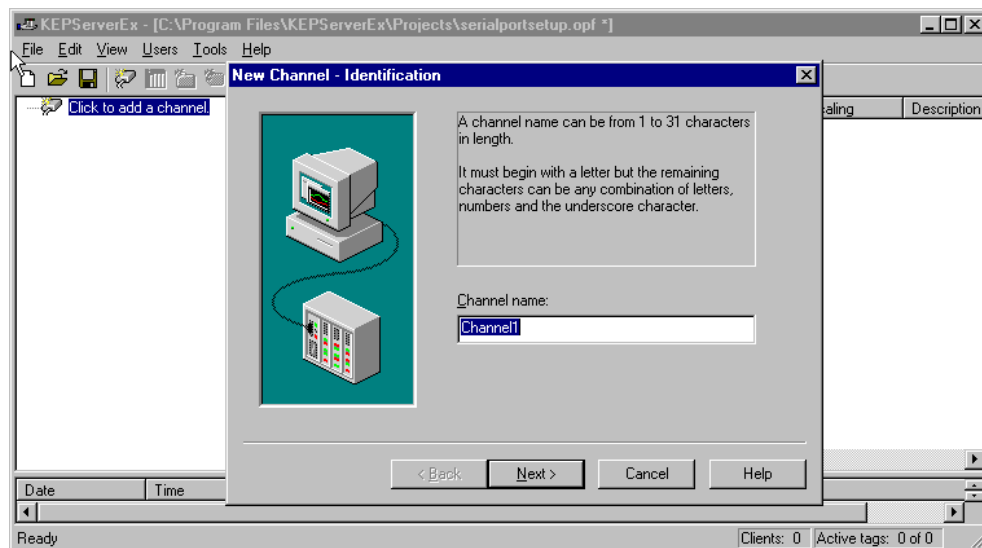 KEPServerEx - [C:\Program Files\KEPServerEx\Projects\serialportsetup.opf *]
File Edit View Users Tools Help
New Channel - Identification
Click to add a channel.
Description
A channel name can be from 1 to 31 characters
in length.
It must begin with a letter but the remaining
characters can be any combination of letters,
numbers and the underscore character.
Channel name:
Channel1
< Back Next > Cancel Help
Date Time
Ready Clients: 0 Active tags: 0 of 0